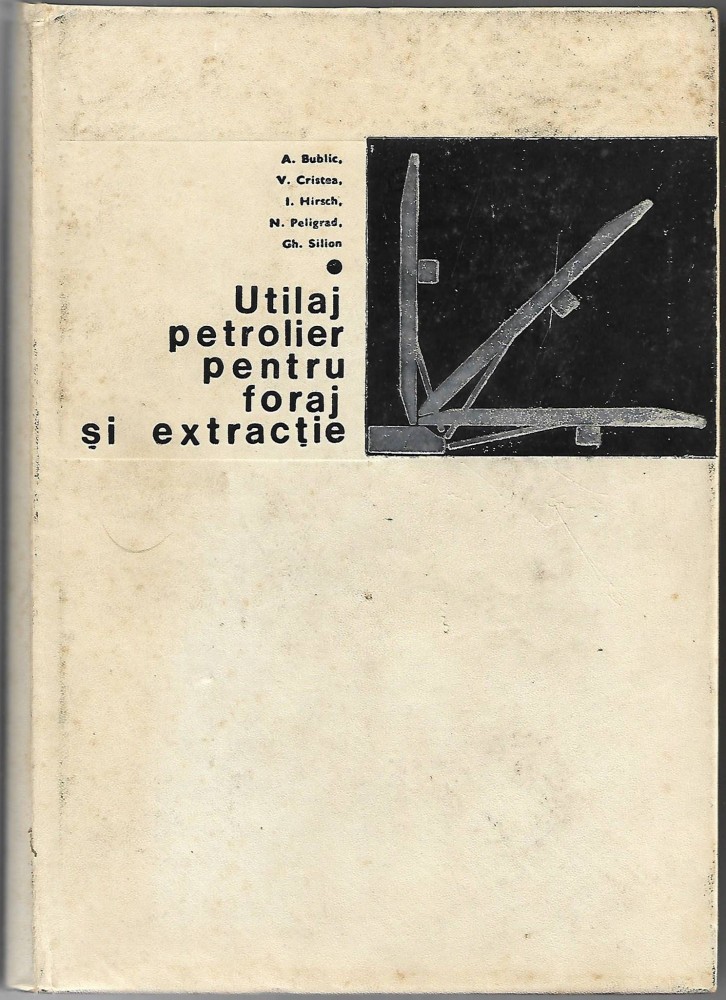 A. Bublic,
V. Cristea,
I. Hirsch,
N. Peligrad,
Gh. Silion
Utilaj
petrolier
pentru
foraj
și extracție